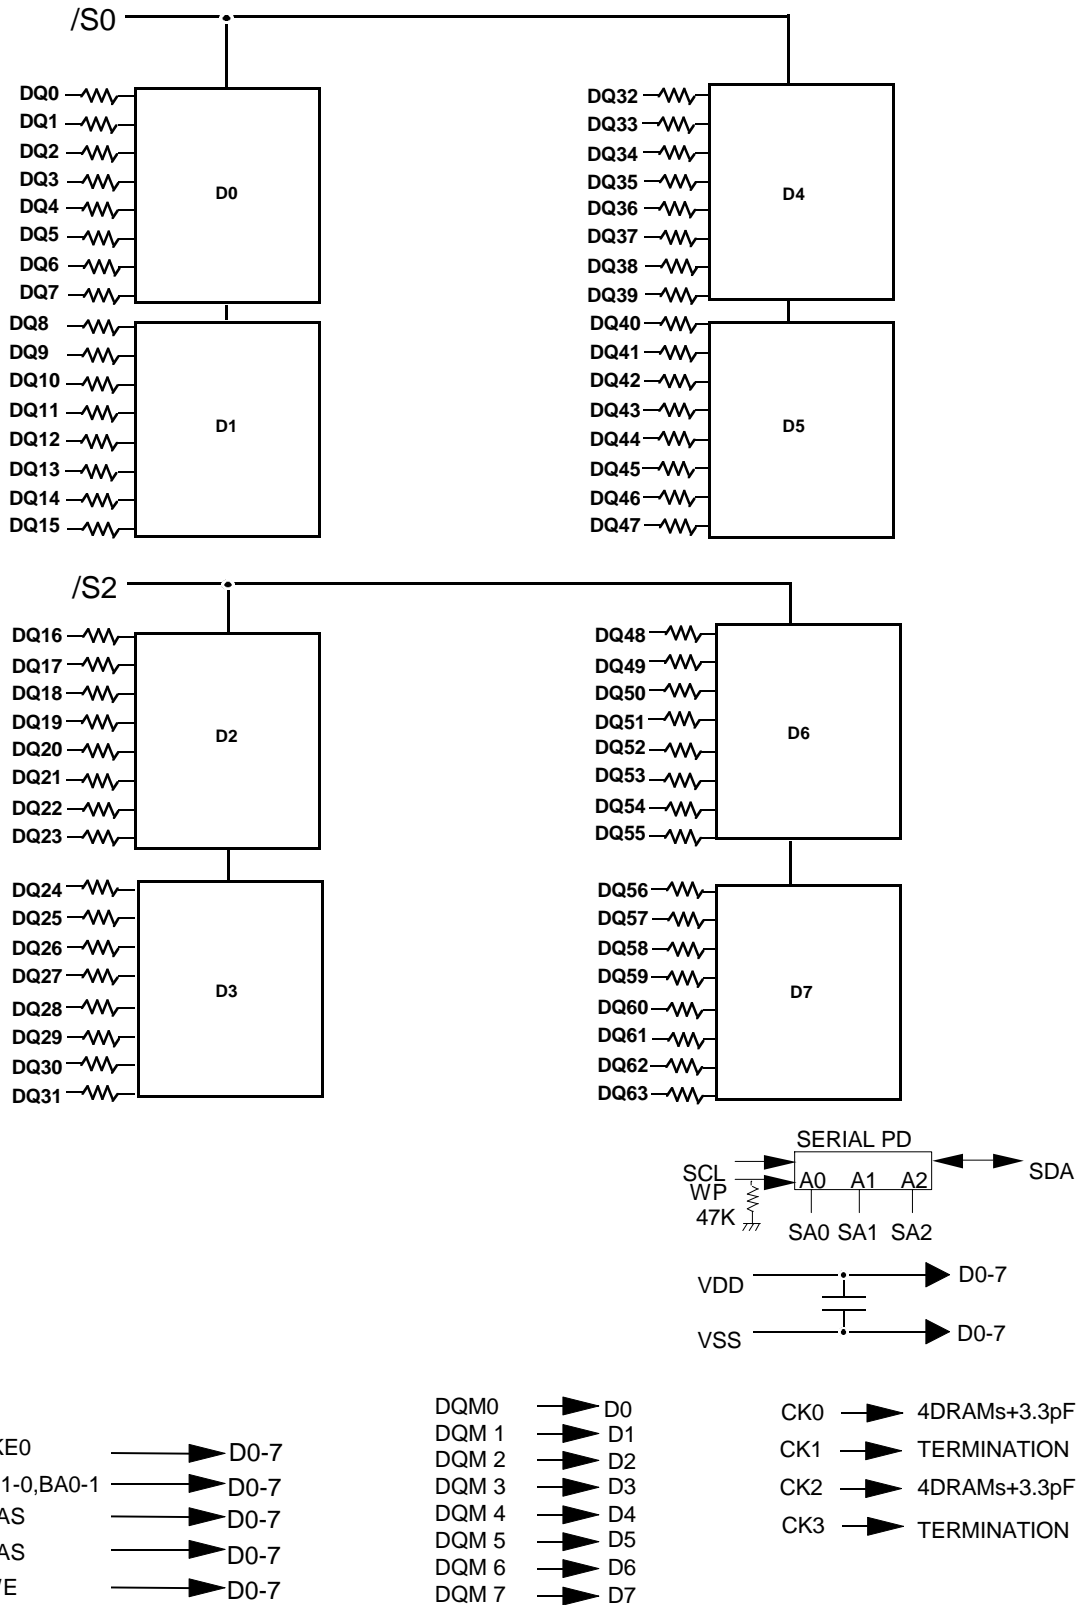 /S0
DQ0
DQ1
DQ2
DQ3
DQ4
DQ5
DQ6
DQ7
D0
DQ8
DQ9
DQ10
DQ11
DQ12
DQ13
DQ14
DQ15
D1
DQ32
DQ33
DQ34
DQ35
DQ36
DQ37
DQ38
DQ39
D4
DQ40
DQ41
DQ42
DQ43
DQ44
DQ45
DQ46
DQ47
D5
/S2
DQ16
DQ17
DQ18
DQ19
DQ20
DQ21
DQ22
DQ23
D2
DQ24
DQ25
DQ26
DQ27
DQ28
DQ29
DQ30
DQ31
D3
DQ48
DQ49
DQ50
DQ51
DQ52
DQ53
DQ54
DQ55
D6
DQ56
DQ57
DQ58
DQ59
DQ60
DQ61
DQ62
DQ63
D7
SERIAL PD
SCL
WP
47K
A0 A1 A2
SA0 SA1 SA2
SDA
VDD D0-7
VSS D0-7
KE0 D0-7
1-0,BA0-1 D0-7
AS D0-7
AS D0-7
E D0-7
DQM0 D0
DQM 1 D1
DQM 2 D2
DQM 3 D3
DQM 4 D4
DQM 5 D5
DQM 6 D6
DQM 7 D7
CK0 4DRAMs+3.3pF
CK1 TERMINATION
CK2 4DRAMs+3.3pF
CK3 TERMINATION